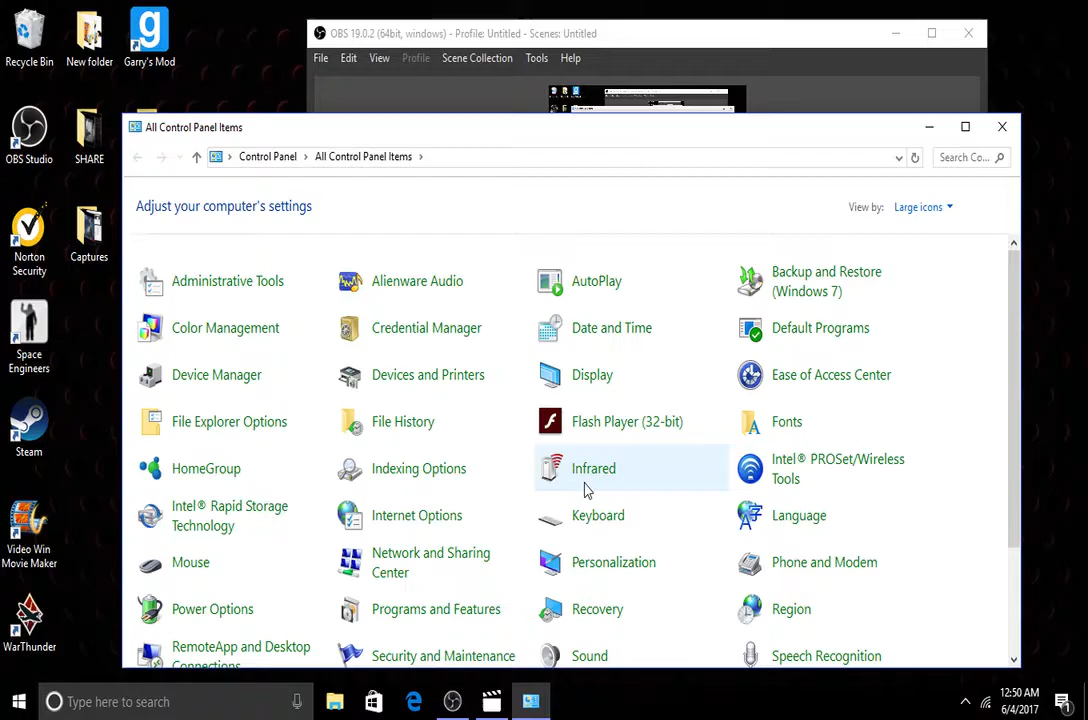 Recycle Bin
New folder
Garry's Mod
OBS Studio
SHARE
Norton
Security
Captures
Space
Engineers
Steam
Video Win
Movie Maker
WarThunder
OBS 19.0.2 (64bit, windows) - Profile: Untitled - Scenes: Untitled
File Edit View Profile Scene Collection Tools Help
All Control Panel Items
Control Panel > All Control Panel Items >
Search Co...
Adjust your computer's settings
View by: Large icons
Administrative Tools
Alienware Audio
AutoPlay
Backup and Restore
(Windows 7)
Color Management
Credential Manager
Date and Time
Default Programs
Device Manager
Devices and Printers
Display
Ease of Access Center
File Explorer Options
File History
Flash Player (32-bit)
Fonts
HomeGroup
Indexing Options
Infrared
Intel® PROSet/Wireless
Tools
Intel® Rapid Storage
Technology
Internet Options
Keyboard
Language
Mouse
Network and Sharing
Center
Personalization
Phone and Modem
Power Options
Programs and Features
Recovery
Region
RemoteApp and Desktop
Connections
Security and Maintenance
Sound
Speech Recognition
Type here to search
12:50 AM
6/4/2017
1